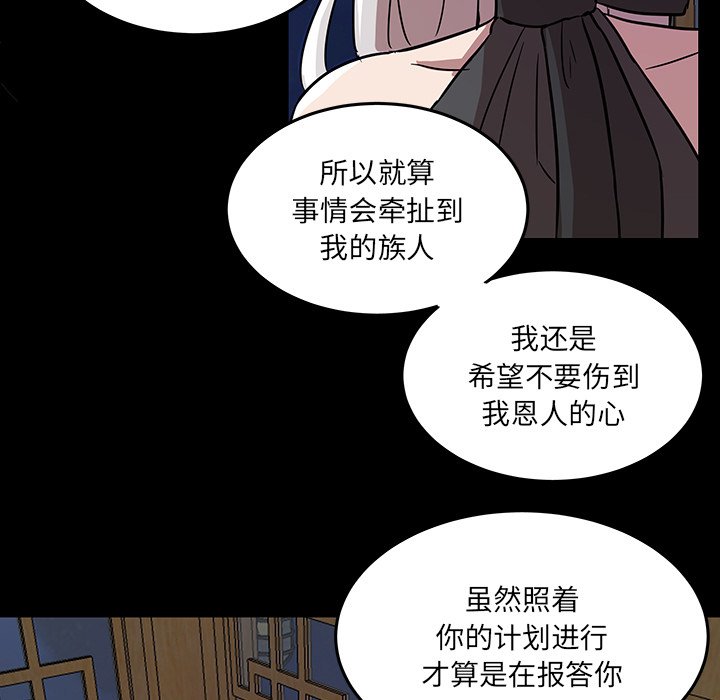 所以就算
事情会牵扯到
我的族人
我还是
希望不要伤到
我恩人的心
虽然照着
你的计划进行
才算是在报答你